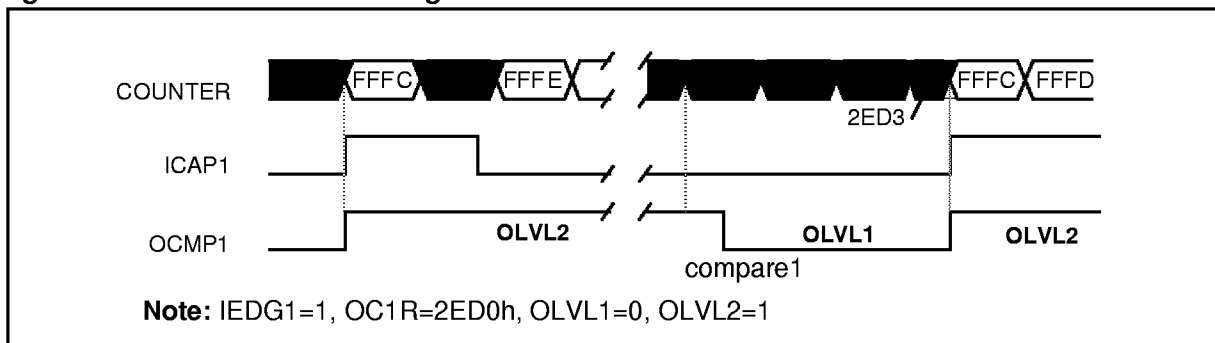 COUNTER FFFC FFFE FFFC FFFD
2ED3
ICAP1
OCMP1 OLVL2 OLVL1 OLVL2
compare1
Note: IEDG1=1, OC1R=2ED0h, OLVL1=0, OLVL2=1